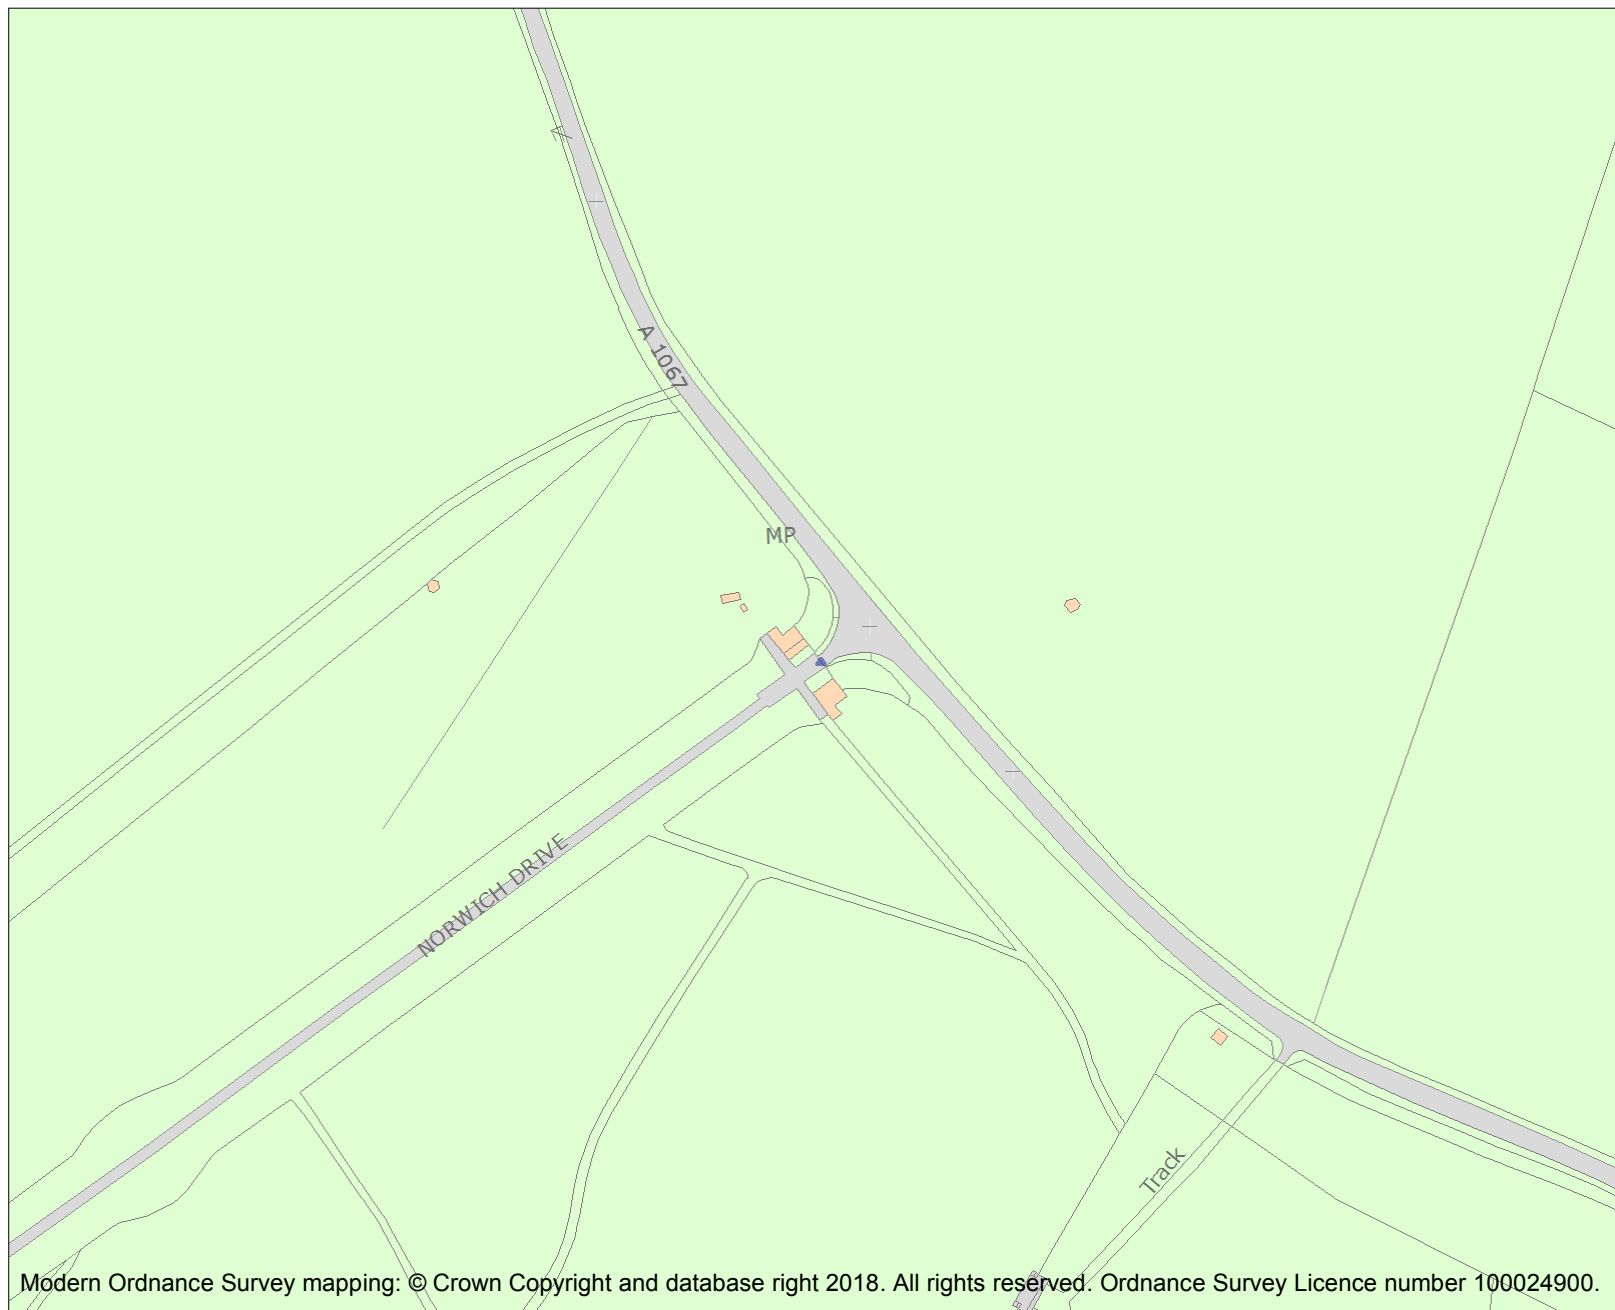 A 1067
MP
NORWICH DRIVE
Track
Modern Ordnance Survey mapping: © Crown Copyright and database right 2018. All rights reserved. Ordnance Survey Licence number 100024900.